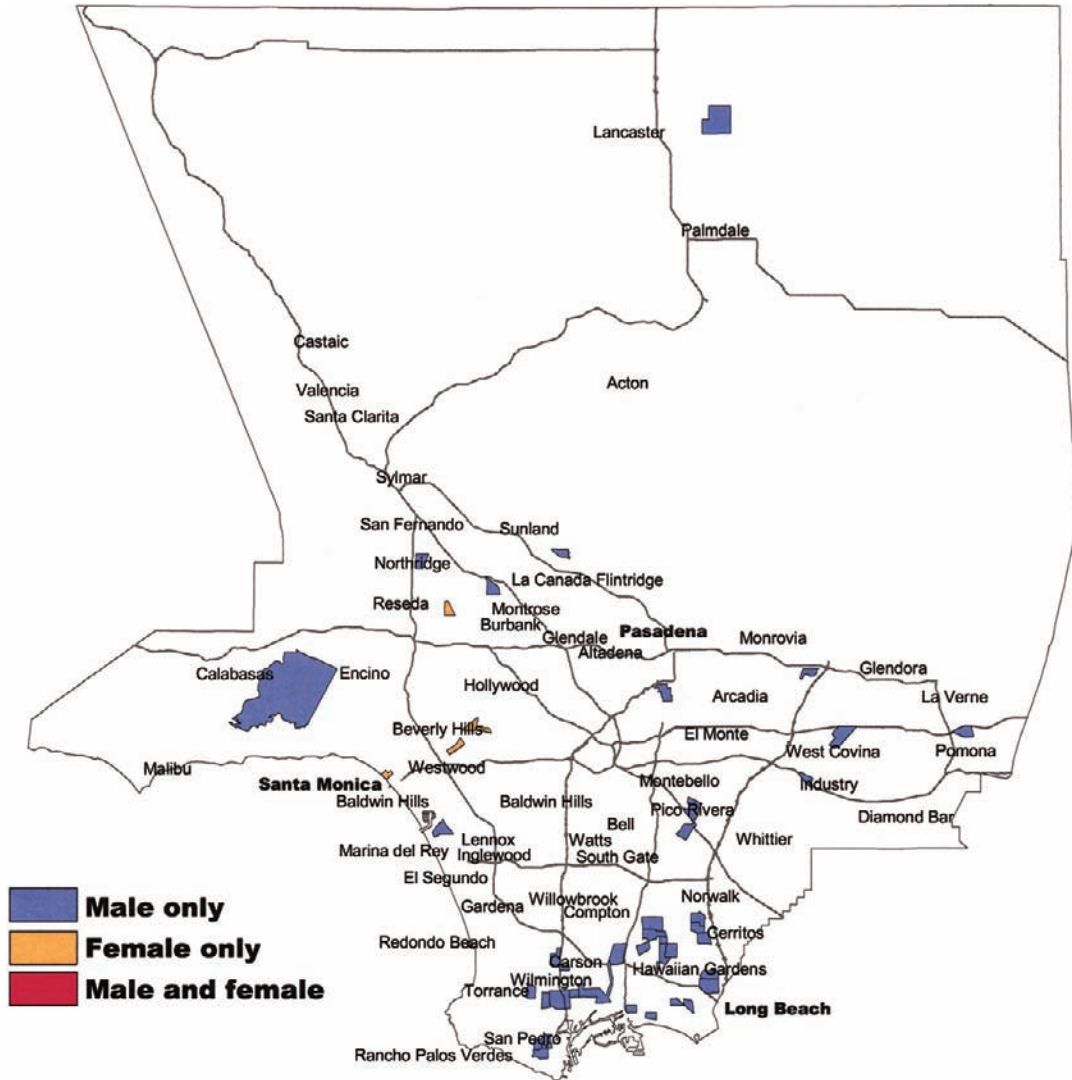 Lancaster
Palmdale
Castaic
Acton
Valencia
Santa Clarita
Sylmar
San Fernando
Sunland
Northridge
La Canada Flintridge
Reseda
Montrose
Burbank
Pasadena
Glendale
Monrovia
Altadena
Glendora
Calabasas
Encino
Hollywood
Arcadia
La Verne
Beverly Hills
El Monte
West Covina
Pomona
Malibu
Westwood
Santa Monica
Montebello
Industry
Baldwin Hills
Baldwin Hills
Pico Rivera
Diamond Bar
Bell
Lennox
Watts
Whittier
Marina del Rey
Inglewood
South Gate
El Segundo
Willowbrook
Norwalk
Gardena
Compton
Male only
Redondo Beach
Cerritos
Female only
Carson
Hawaiian Gardens
Wilmington
Torrance
Male and female
Long Beach
San Pedro
Rancho Palos Verdes